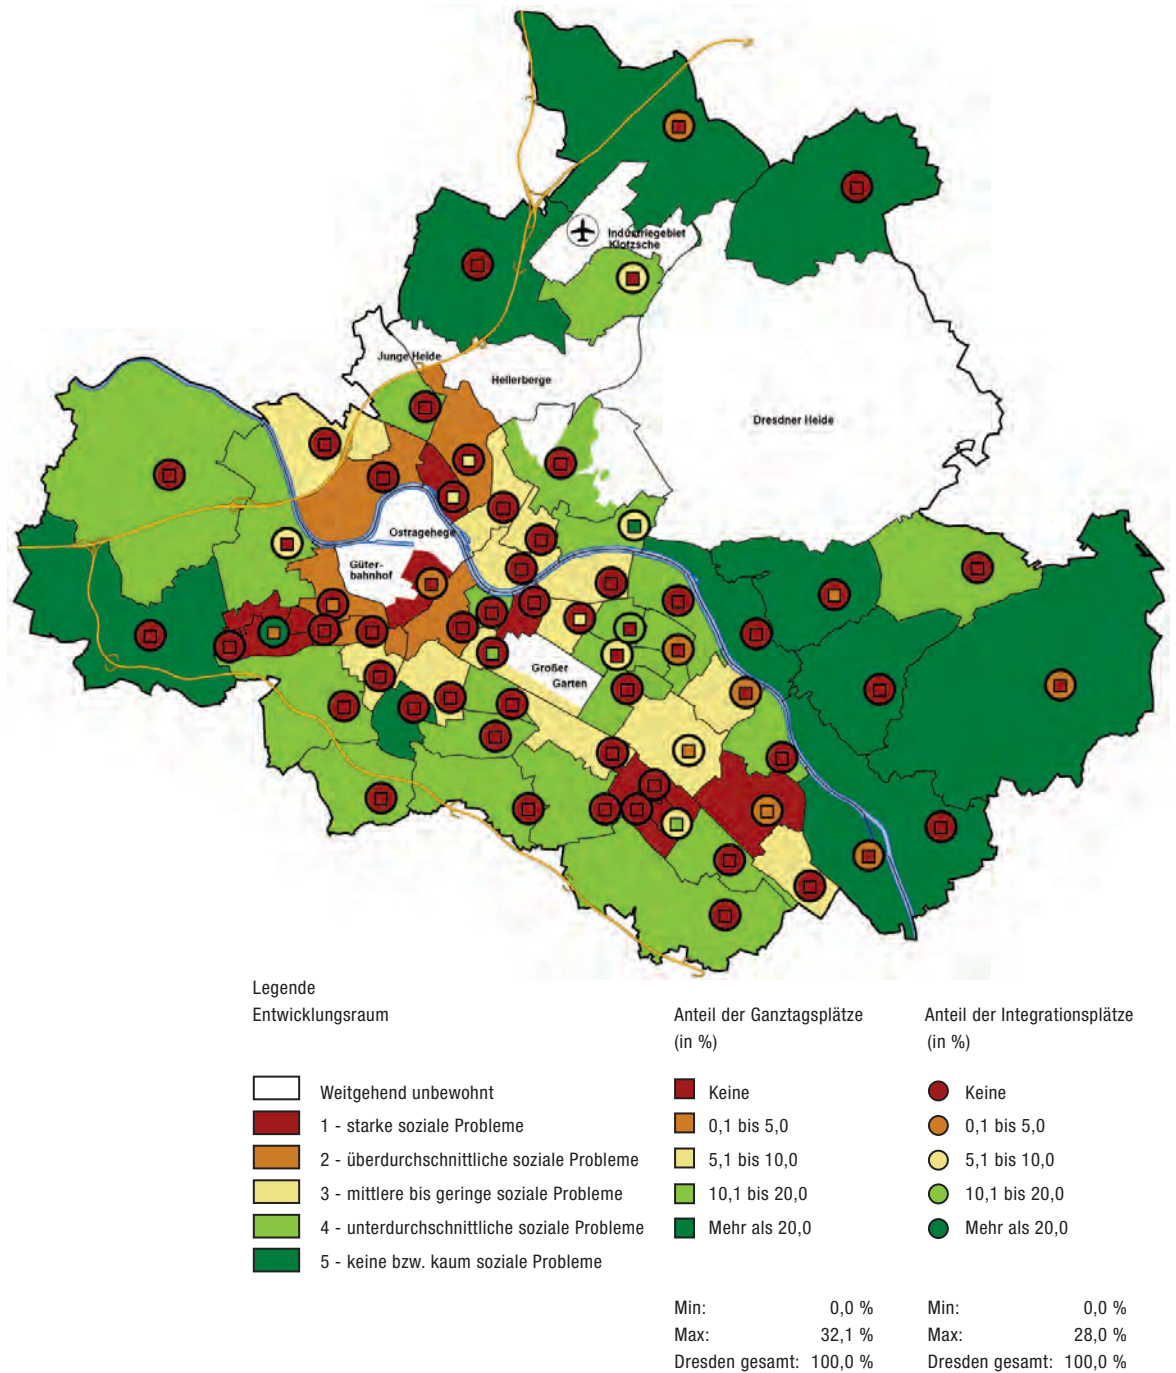 Industriegebiet
Klotzsche
Junge Heide
Hellerberge
Dresdner Heide
Ostragehege
Güter-
bahnhof
Großer
Garten
Legende
Entwicklungsraum
Weitgehend unbewohnt
1 - starke soziale Probleme
2 - überdurchschnittliche soziale Probleme
3 - mittlere bis geringe soziale Probleme
4 - unterdurchschnittliche soziale Probleme
5 - keine bzw. kaum soziale Probleme
Anteil der Ganztagsplätze
(in %)
Keine
0,1 bis 5,0
5,1 bis 10,0
10,1 bis 20,0
Mehr als 20,0
Min: 0,0 %
Max: 32,1 %
Dresden gesamt: 100,0 %
Anteil der Integrationsplätze
(in %)
Keine
0,1 bis 5,0
5,1 bis 10,0
10,1 bis 20,0
Mehr als 20,0
Min: 0,0 %
Max: 28,0 %
Dresden gesamt: 100,0 %